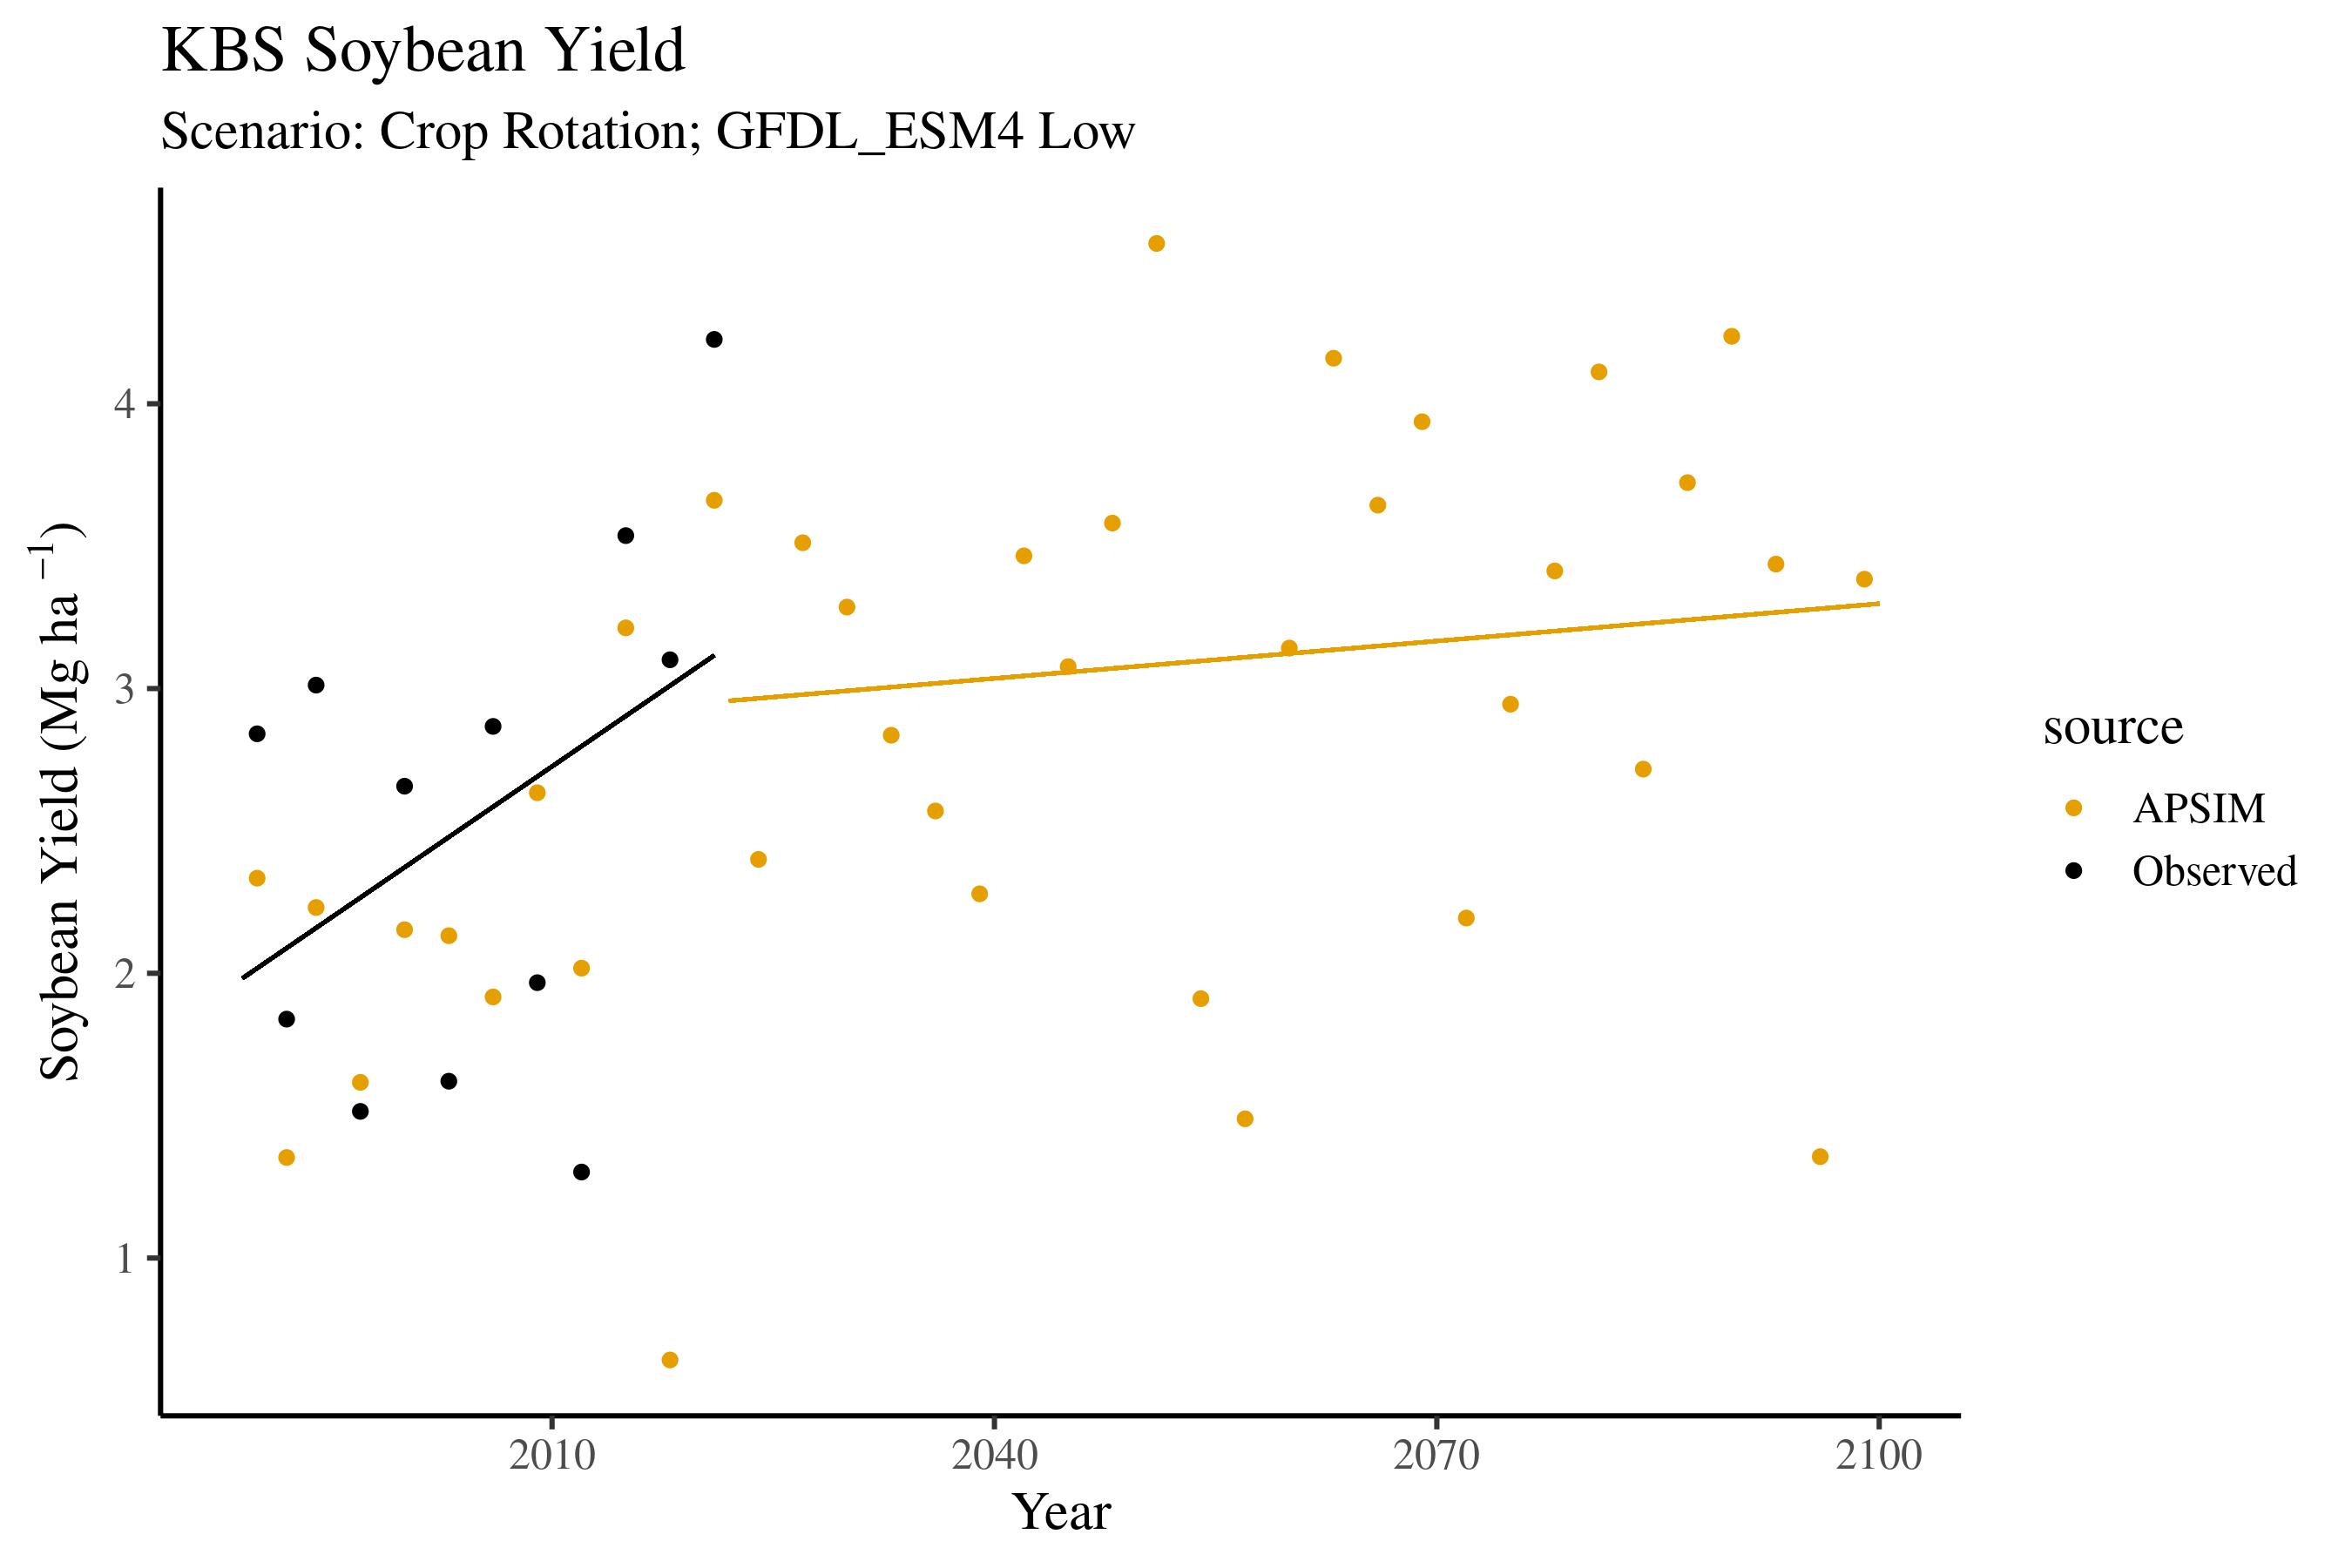 KBS Soybean Yield
Scenario: Crop Rotation; GFDL_ESM4 Low
Soybean Yield (Mg ha −1)
4
3
2
1
2010
2040
2070
2100
Year
source
APSIM
Observed